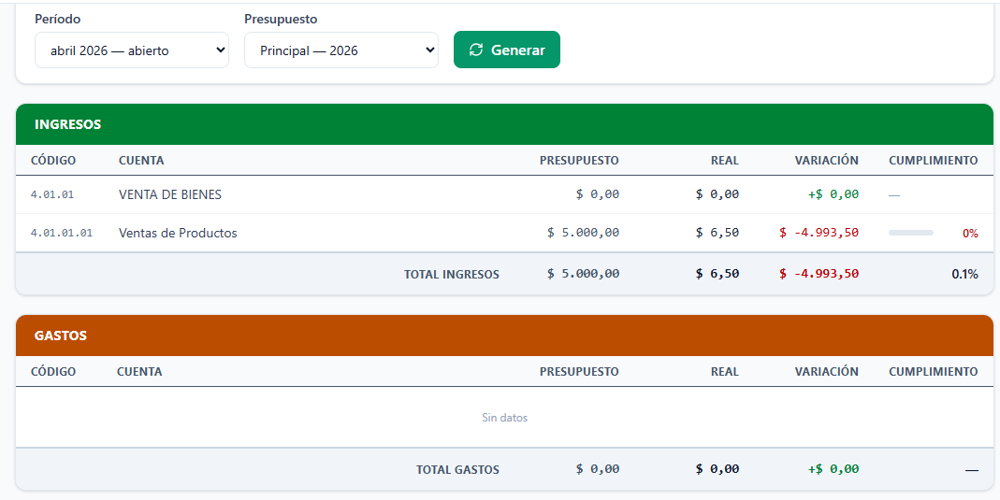 Período Presupuesto
abril 2026 — abierto Principal — 2026 Generar
INGRESOS
CÓDIGO CUENTA PRESUPUESTO REAL VARIACIÓN CUMPLIMIENTO
4.01.01 VENTA DE BIENES $ 0,00 $ 0,00 +$ 0,00 —
4.01.01.01 Ventas de Productos $ 5.000,00 $ 6,50 $ -4.993,50 0%
TOTAL INGRESOS $ 5.000,00 $ 6,50 $ -4.993,50 0.1%
GASTOS
CÓDIGO CUENTA PRESUPUESTO REAL VARIACIÓN CUMPLIMIENTO
Sin datos
TOTAL GASTOS $ 0,00 $ 0,00 +$ 0,00 —